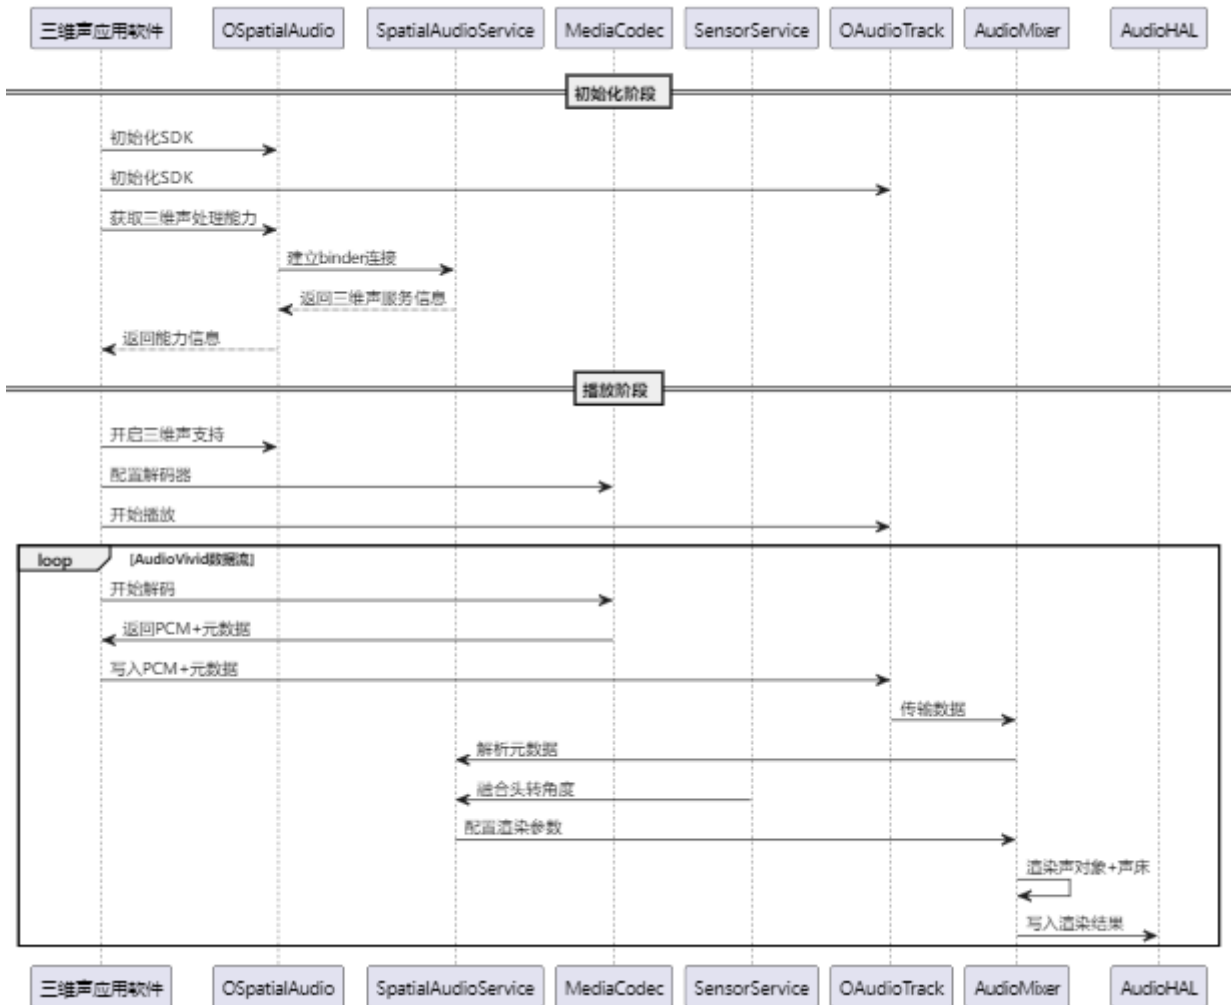 三维声应用软件 OSpatialAudio SpatialAudioService MediaCodec SensorService OAudioTrack AudioMixer AudioHAL
初始化阶段
初始化SDK
初始化SDK
获取三维声处理能力
建立binder连接
返回三维声服务信息
返回能力信息
播放阶段
开启三维声支持
配置解码器
开始播放
loop [AudioVivid数据流]
开始解码
返回PCM+元数据
写入PCM+元数据
传输数据
解析元数据
融合头转角度
配置渲染参数
渲染声对象+声床
写入渲染结果
三维声应用软件 OSpatialAudio SpatialAudioService MediaCodec SensorService OAudioTrack AudioMixer AudioHAL